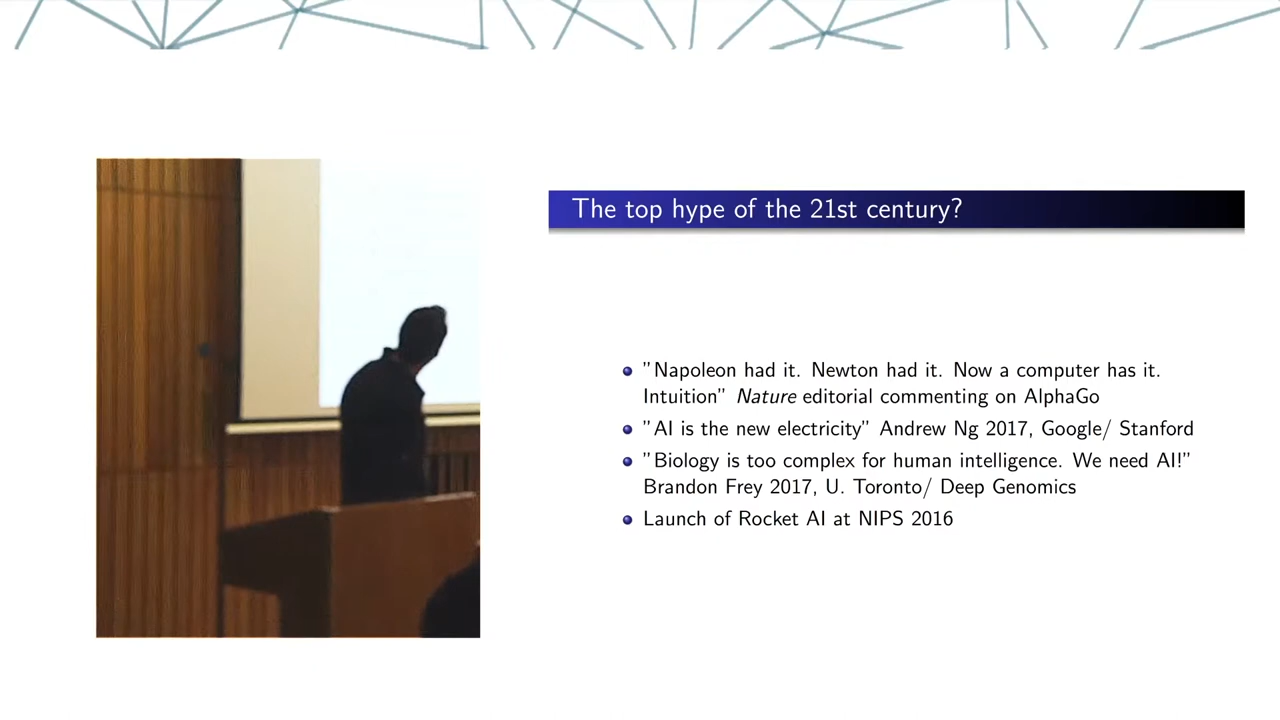 The top hype of the 21st century?
"Napoleon had it. Newton had it. Now a computer has it.
Intuition" Nature editorial commenting on AlphaGo
"AI is the new electricity" Andrew Ng 2017, Google/ Stanford
"Biology is too complex for human intelligence. We need AI!"
Brandon Frey 2017, U. Toronto/ Deep Genomics
Launch of Rocket AI at NIPS 2016